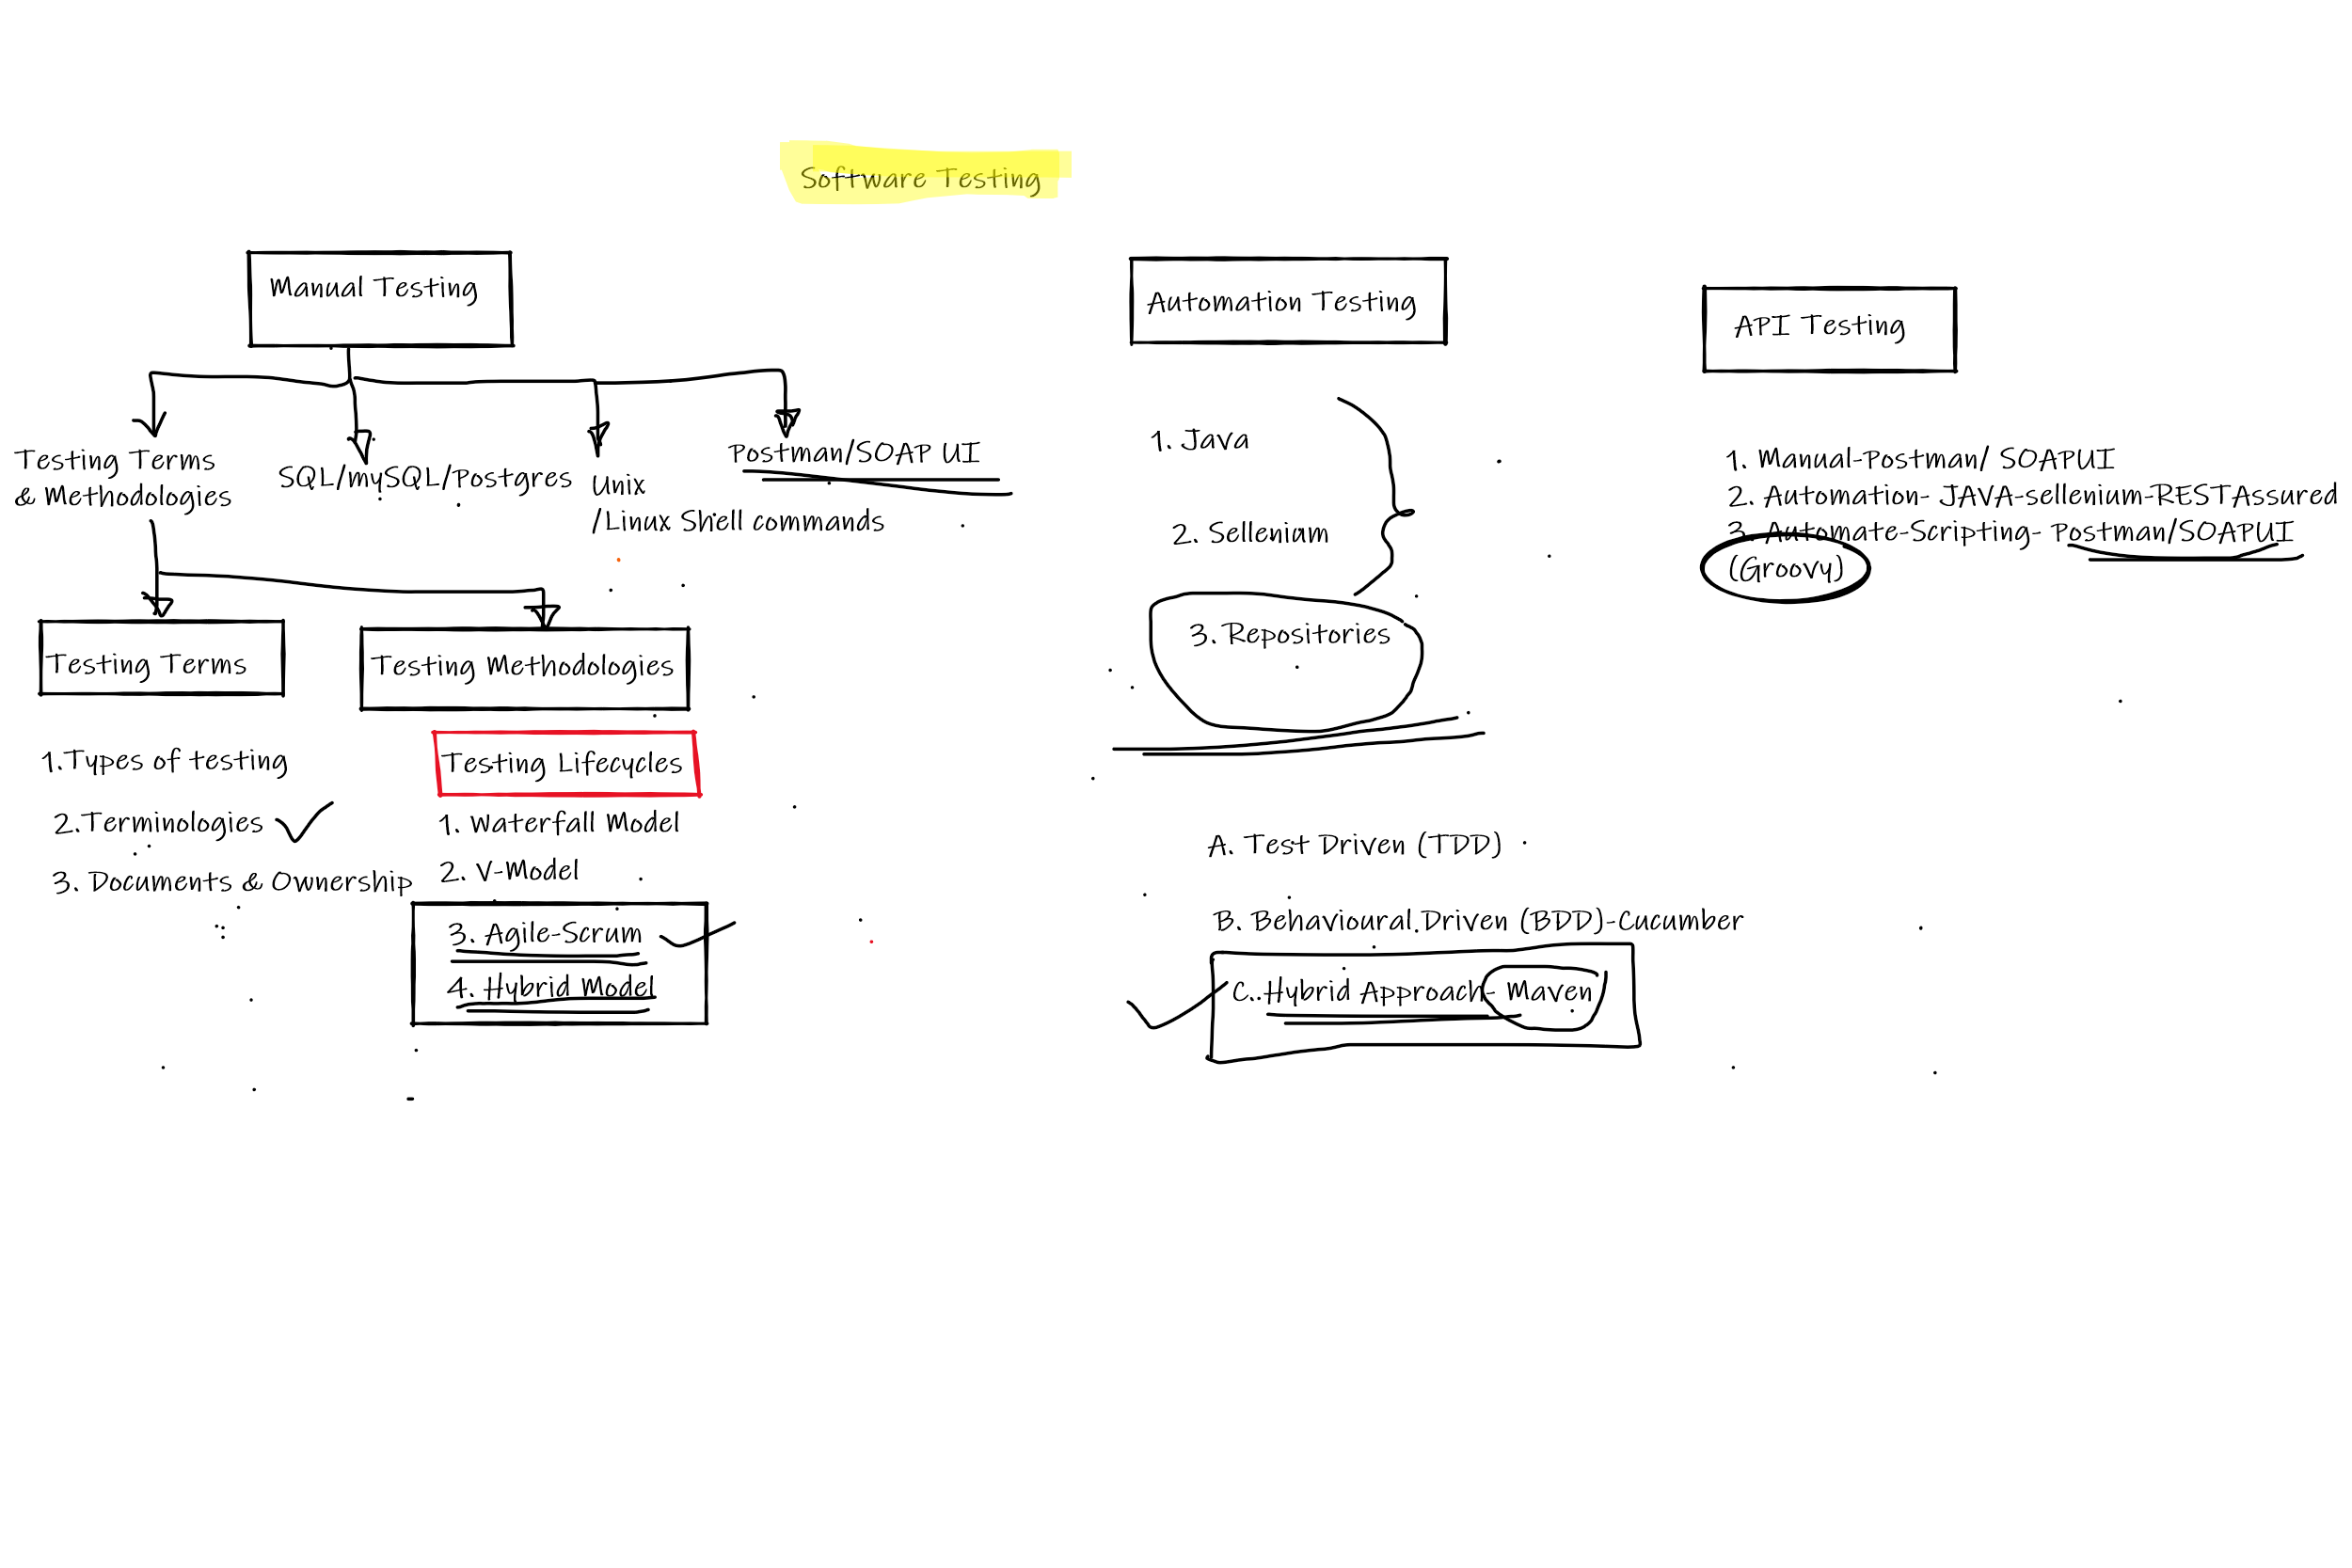 Software Testing
Manual Testing
Testing Terms
& Methodologies
SQL/mySQL/Postgres
Unix
/Linux Shell commands
Postman/SOAP UI
Testing Terms
1.Types of testing
2.Terminologies
3. Documents & Ownership
Testing Methodologies
Testing Lifecycles
1. Waterfall Model
2. V-Model
3. Agile-Scrum
4. Hybrid Model
Automation Testing
1. Java
2. Sellenium
3. Repositories
A. Test Driven (TDD)
B. Behavioural Driven (BDD)-Cucumber
C. Hybrid Approach- Maven
API Testing
1. Manual-Postman/ SOAPUI
2. Automation- JAVA-sellenium-RESTAssured
3. Automate-Scripting- Postman/SOAPUI
(Groovy)